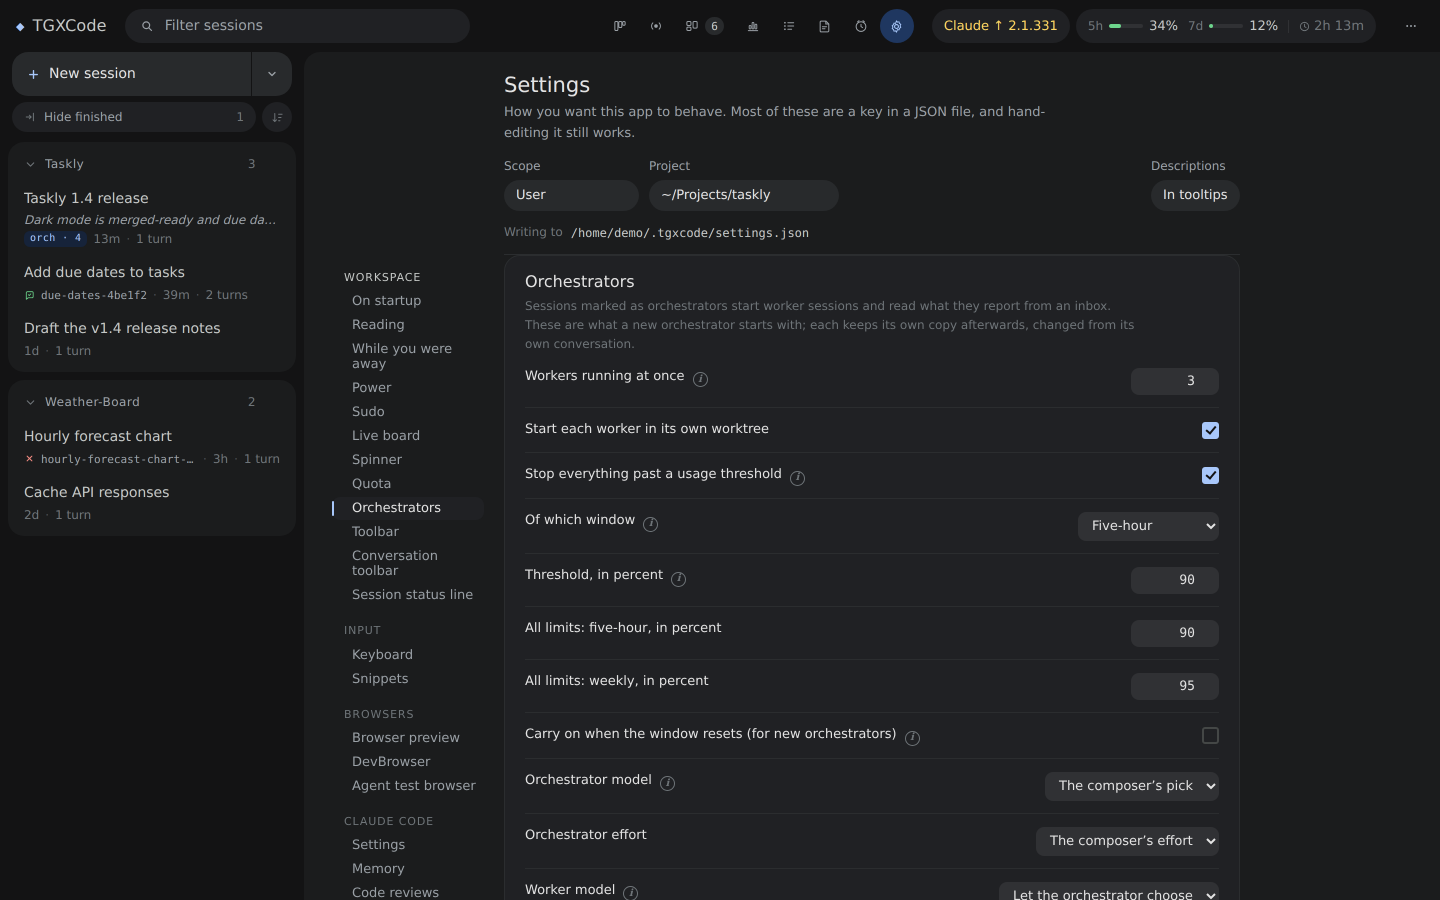 TGXCode
Filter sessions
6
Claude ↑ 2.1.331
5h 34% 7d 12% 2h 13m
+ New session
Hide finished 1
Taskly 3
Taskly 1.4 release
Dark mode is merged-ready and due da…
orch · 4 13m · 1 turn
Add due dates to tasks
due-dates-4be1f2 · 39m · 2 turns
Draft the v1.4 release notes
1d · 1 turn
Weather-Board 2
Hourly forecast chart
× hourly-forecast-chart-… · 3h · 1 turn
Cache API responses
2d · 1 turn
Settings
How you want this app to behave. Most of these are a key in a JSON file, and hand-
editing it still works.
Scope Project Descriptions
User ~/Projects/taskly In tooltips
Writing to /home/demo/.tgxcode/settings.json
WORKSPACE
On startup
Reading
While you were
away
Power
Sudo
Live board
Spinner
Quota
Orchestrators
Toolbar
Conversation
toolbar
Session status line
INPUT
Keyboard
Snippets
BROWSERS
Browser preview
DevBrowser
Agent test browser
CLAUDE CODE
Settings
Memory
Code reviews
Orchestrators
Sessions marked as orchestrators start worker sessions and read what they report from an inbox.
These are what a new orchestrator starts with; each keeps its own copy afterwards, changed from its
own conversation.
Workers running at once i 3
Start each worker in its own worktree
Stop everything past a usage threshold i
Of which window i Five-hour
Threshold, in percent i 90
All limits: five-hour, in percent 90
All limits: weekly, in percent 95
Carry on when the window resets (for new orchestrators) i
Orchestrator model i The composer’s pick
Orchestrator effort The composer’s effort
Worker model i Let the orchestrator choose